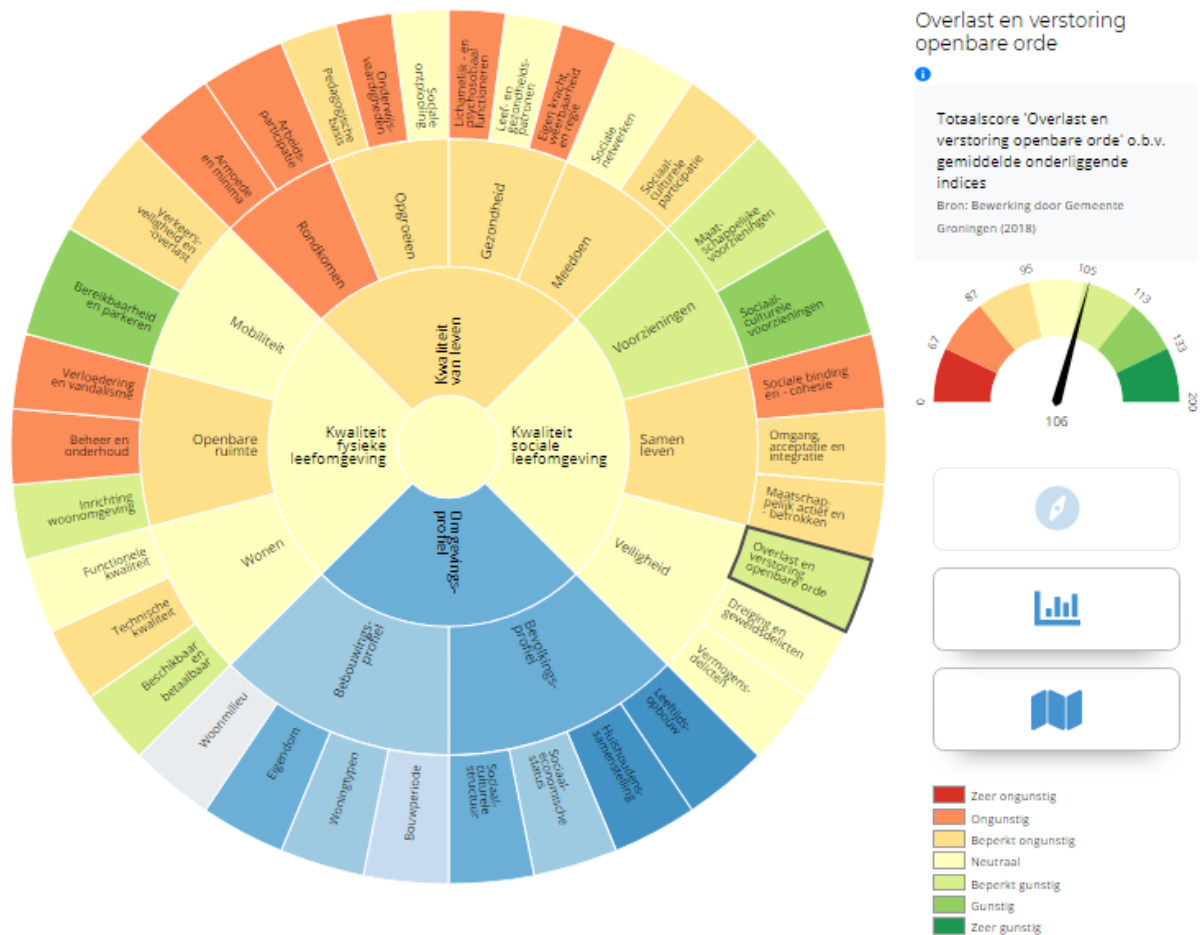 Overlast en verstoring
openbare orde
Totaalscore 'Overlast en
verstoring openbare orde' o.b.v.
gemiddelde onderliggende
indices
Bron: Bewerking door Gemeente
Groningen (2018)
0
67
87
95
105
113
133
200
106
Zeer ongunstig
Ongunstig
Beperkt ongunstig
Neutraal
Beperkt gunstig
Gunstig
Zeer gunstig
Kwaliteit
van leven
Kwaliteit
sociale
leefomgeving
Omgevings-
profiel
Kwaliteit
fysieke
leefomgeving
Rondkomen
Opgroeien
Gezondheid
Meedoen
Voorzieningen
Samen
leven
Veiligheid
Bevolkings-
profiel
Bebouwings-
profiel
Wonen
Openbare
ruimte
Mobiliteit
Armoede
en minima
Arbeids-
participatie
Pedagogische
basis
Onderwijs-
vaardigheden
Sociale
ontplooiing
Lichamelijk - en
psychosociaal
functioneren
Leef- en
gezondheids-
patronen
Eigen kracht,
weerbaarheid
en regie
Sociale
netwerken
Sociaal-
culturele
participatie
Maat-
schappelijke
voorzieningen
Sociaal-
culturele
voorzieningen
Sociale binding
en - cohesie
Omgang,
acceptatie en
integratie
Maatschap-
pelijk actief en
- betrokken
Overlast en
verstoring
openbare orde
Dreiging en
geweldsdelicten
Vermogens-
delicten
Leeftijds-
opbouw
Huishoudens-
samenstelling
Sociaal-
economische
status
Sociaal-
culturele
structuur
Bouwperiode
Woningtypen
Eigendom
Woonmilieu
Beschikbaar
en
betaalbaar
Technische
kwaliteit
Functionele
kwaliteit
Inrichting
woonomgeving
Beheer en
onderhoud
Verloedering
en vandalisme
Bereikbaarheid
en parkeren
Verkeers-
veiligheid en
-overlast